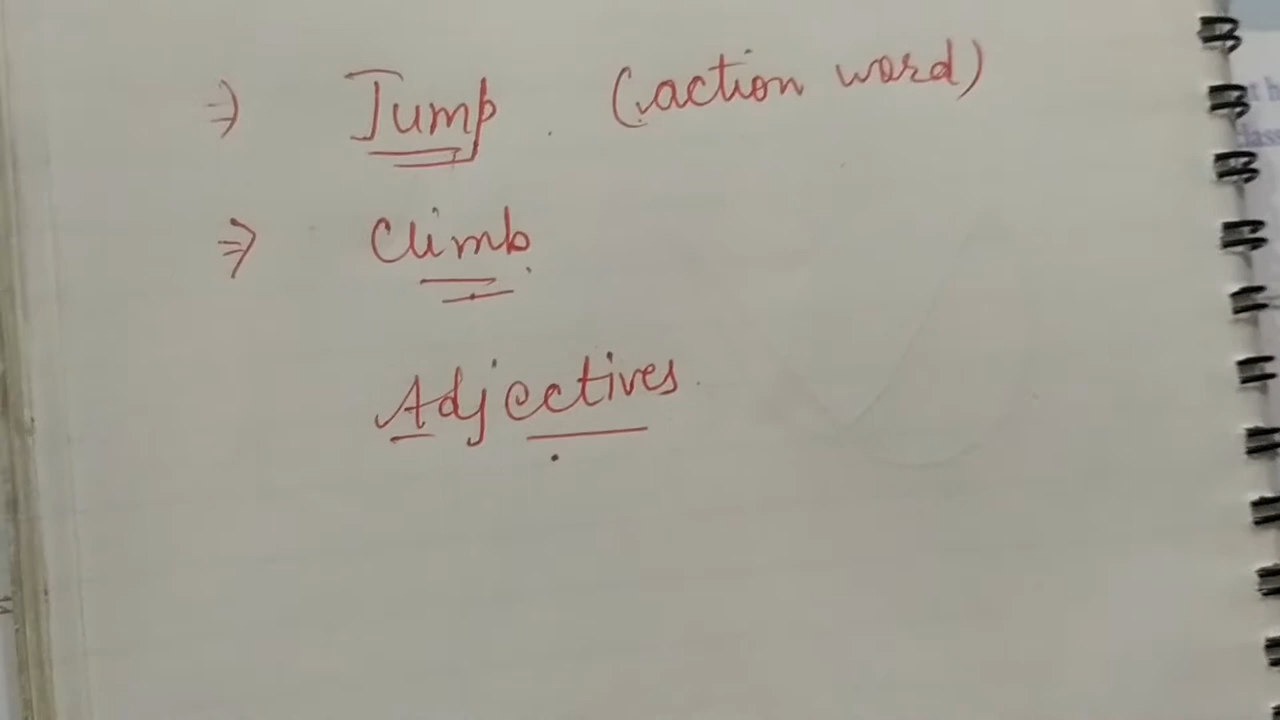 ⇒ Jump (action word)
⇒ Climb
Adjectives